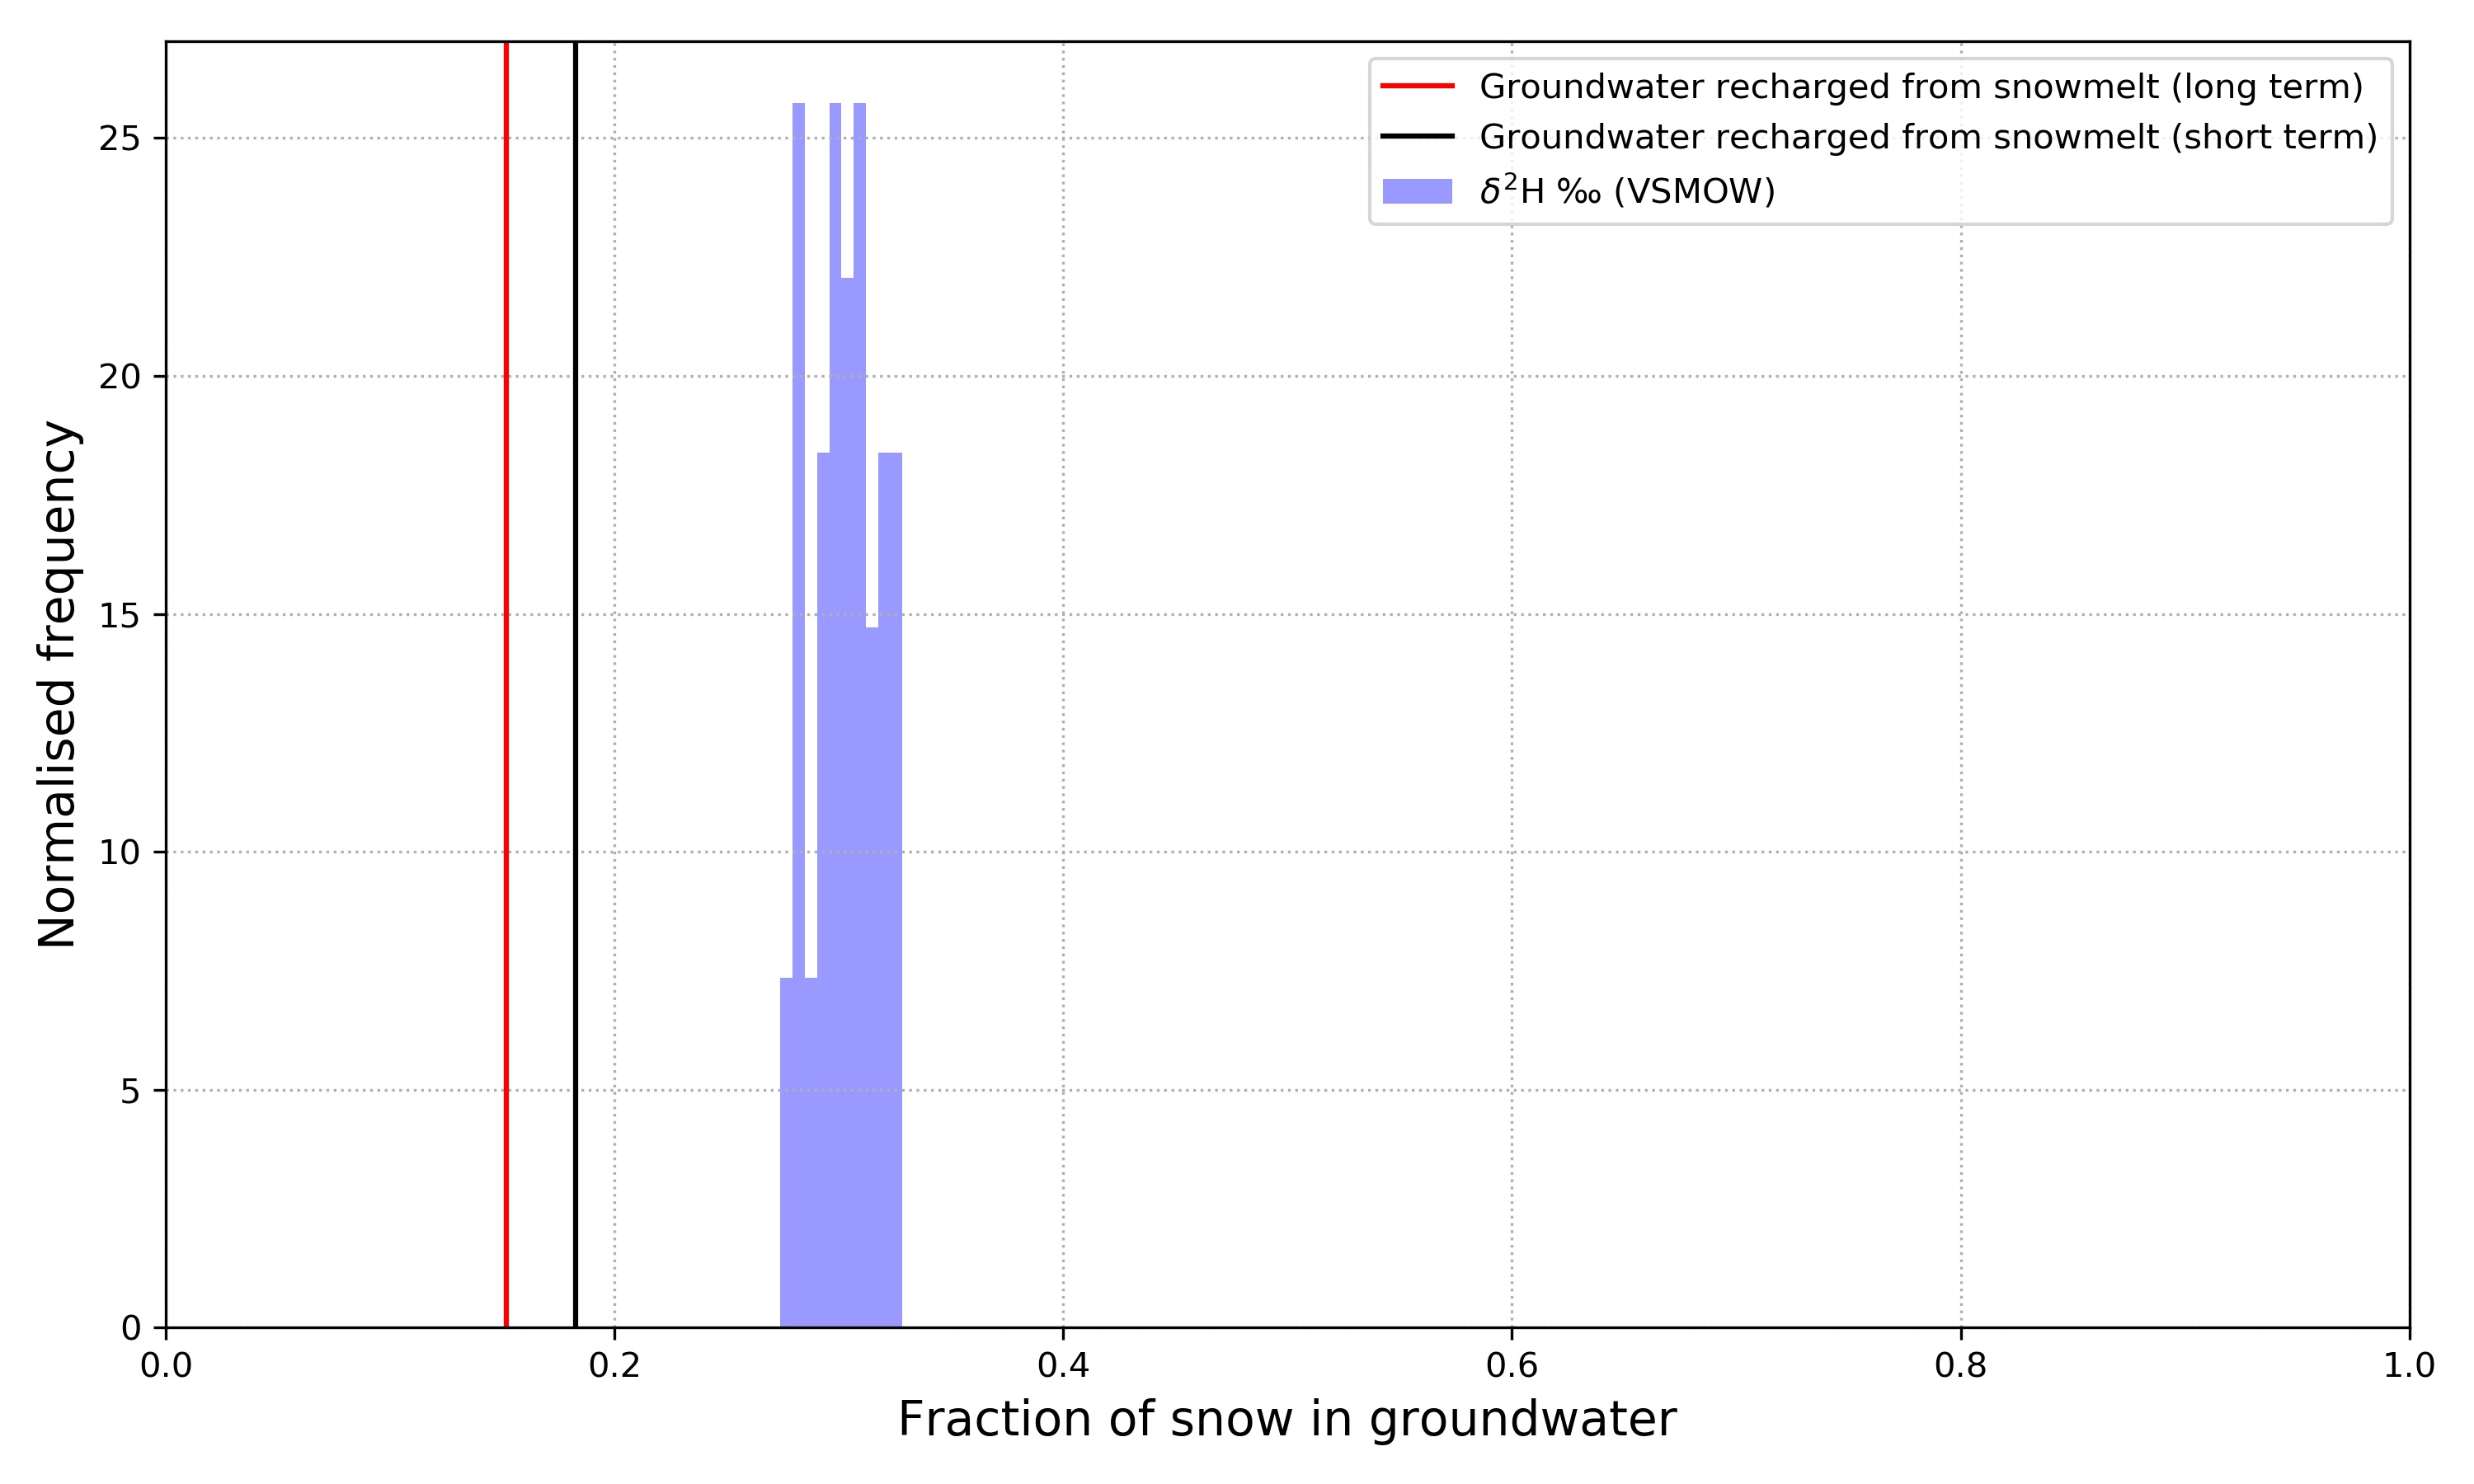 Groundwater recharged from snowmelt (long term)
Groundwater recharged from snowmelt (short term)
δ²H ‰ (VSMOW)
Normalised frequency
25
20
15
10
5
0
0.0 0.2 0.4 0.6 0.8 1.0
Fraction of snow in groundwater